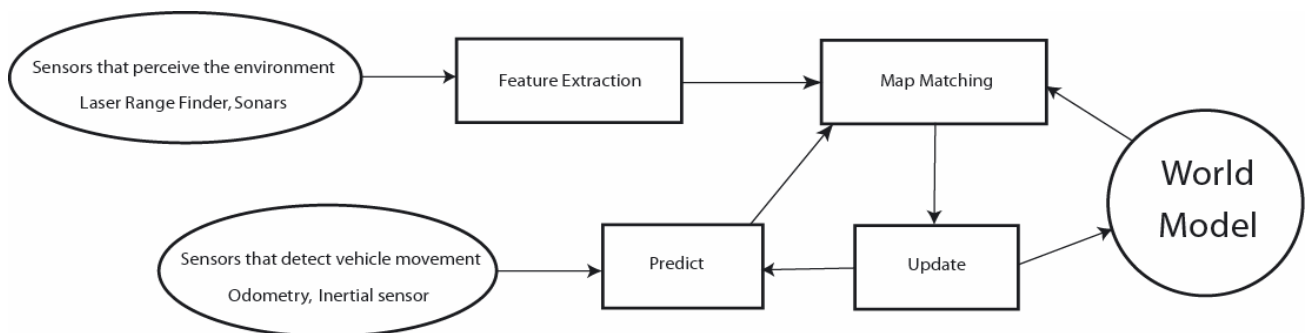 Sensors that perceive the environment
Laser Range Finder, Sonars
Feature Extraction
Map Matching
World
Model
Sensors that detect vehicle movement
Odometry, Inertial sensor
Predict
Update